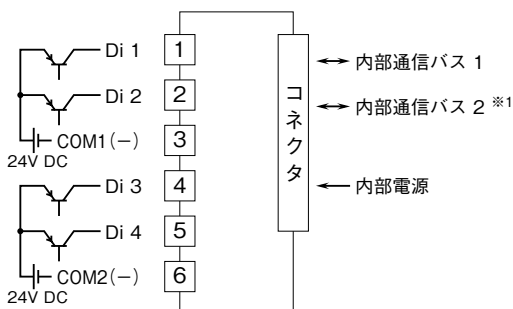 Di 1 1
Di 2 2
COM1(−) 3
24V DC
Di 3 4
Di 4 5
COM2(−) 6
24V DC
コネクタ
内部通信バス 1
内部通信バス 2 ※1
内部電源